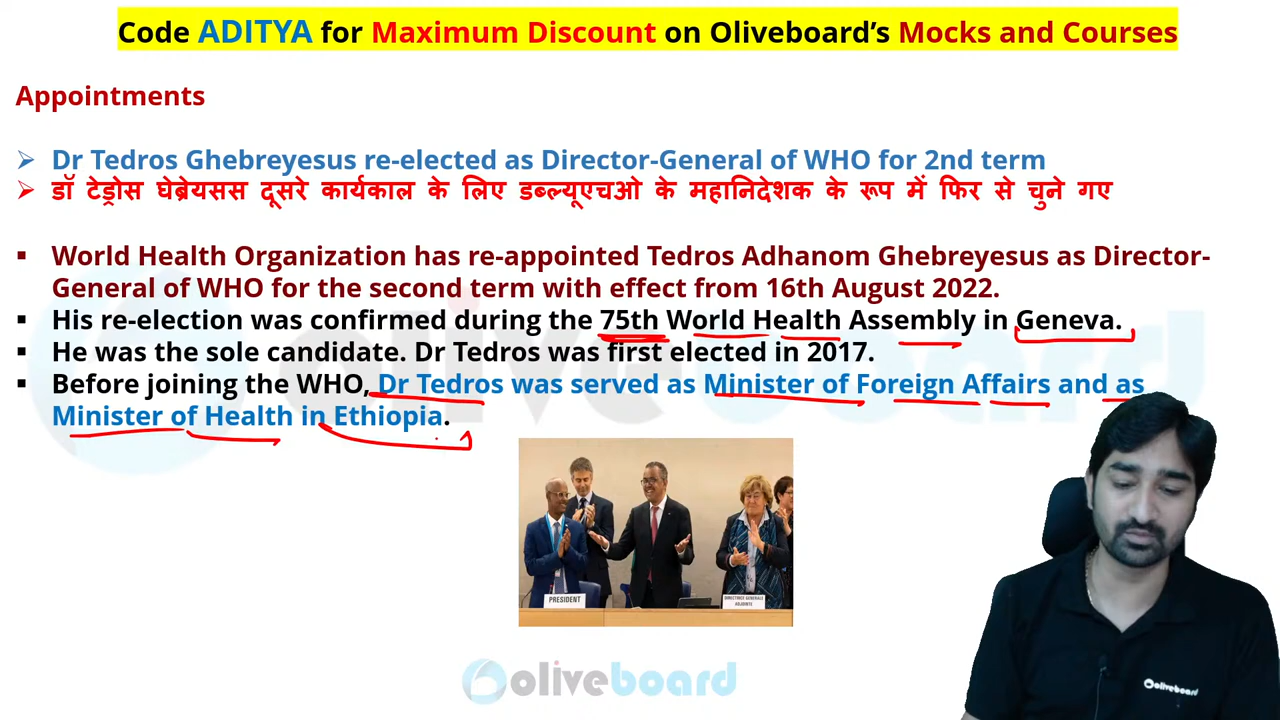 Code ADITYA for Maximum Discount on Oliveboard’s Mocks and Courses
Appointments
➢ Dr Tedros Ghebreyesus re-elected as Director-General of WHO for 2nd term
➢ डॉ टेड्रोस घेब्रेयसस दूसरे कार्यकाल के लिए डब्ल्यूएचओ के महानिदेशक के रूप में फिर से चुने गए
▪ World Health Organization has re-appointed Tedros Adhanom Ghebreyesus as Director-
General of WHO for the second term with effect from 16th August 2022.
▪ His re-election was confirmed during the 75th World Health Assembly in Geneva.
▪ He was the sole candidate. Dr Tedros was first elected in 2017.
▪ Before joining the WHO, Dr Tedros was served as Minister of Foreign Affairs and as
Minister of Health in Ethiopia.
PRESIDENT
DIRECTRICE GENERALE
ADJOINTE
oliveboard
oliveboard